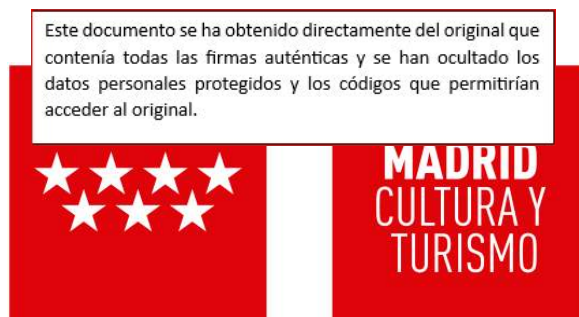 Este documento se ha obtenido directamente del original que
contenía todas las firmas auténticas y se han ocultado los
datos personales protegidos y los códigos que permitirían
acceder al original.
MADRID
CULTURA Y
TURISMO